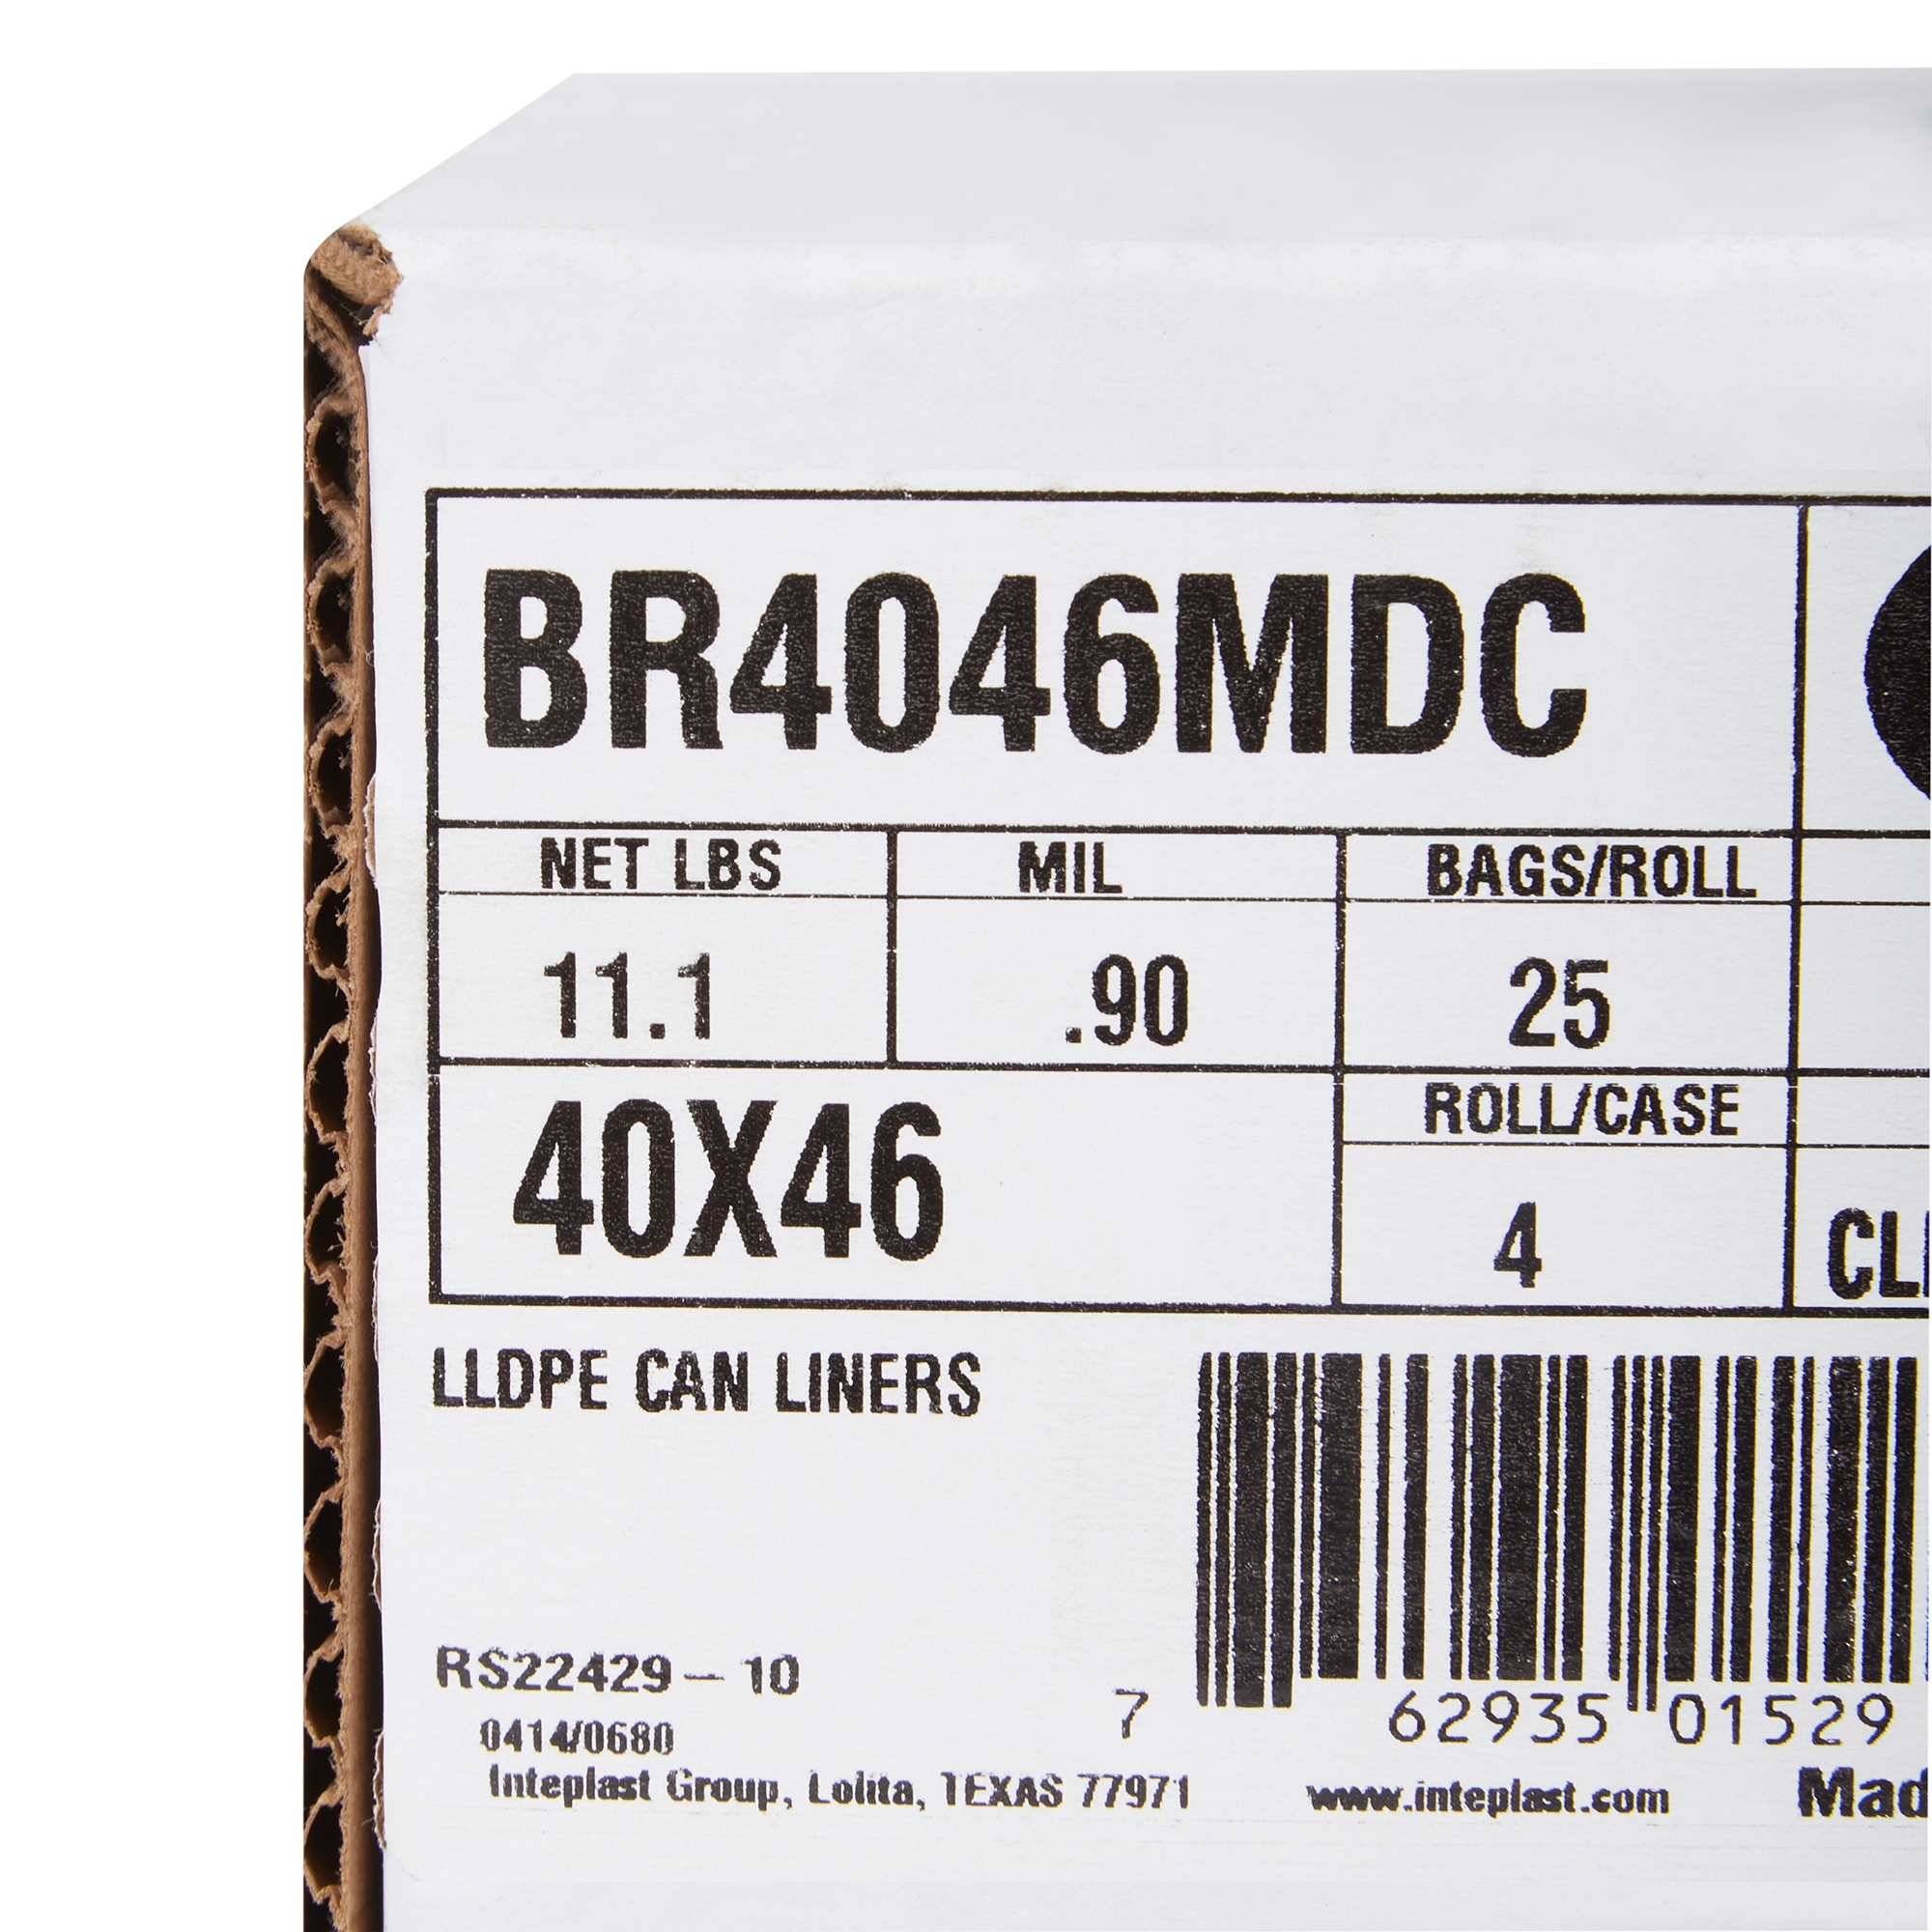 BR4046MDC
NET LBS MIL BAGS/ROLL
11.1 .90 25
40X46 ROLL/CASE
4
LLDPE CAN LINERS
RS22429-10
7 62935 01529
0414/0680
Inteplast Group, Lolita, TEXAS 77971 www.inteplast.com